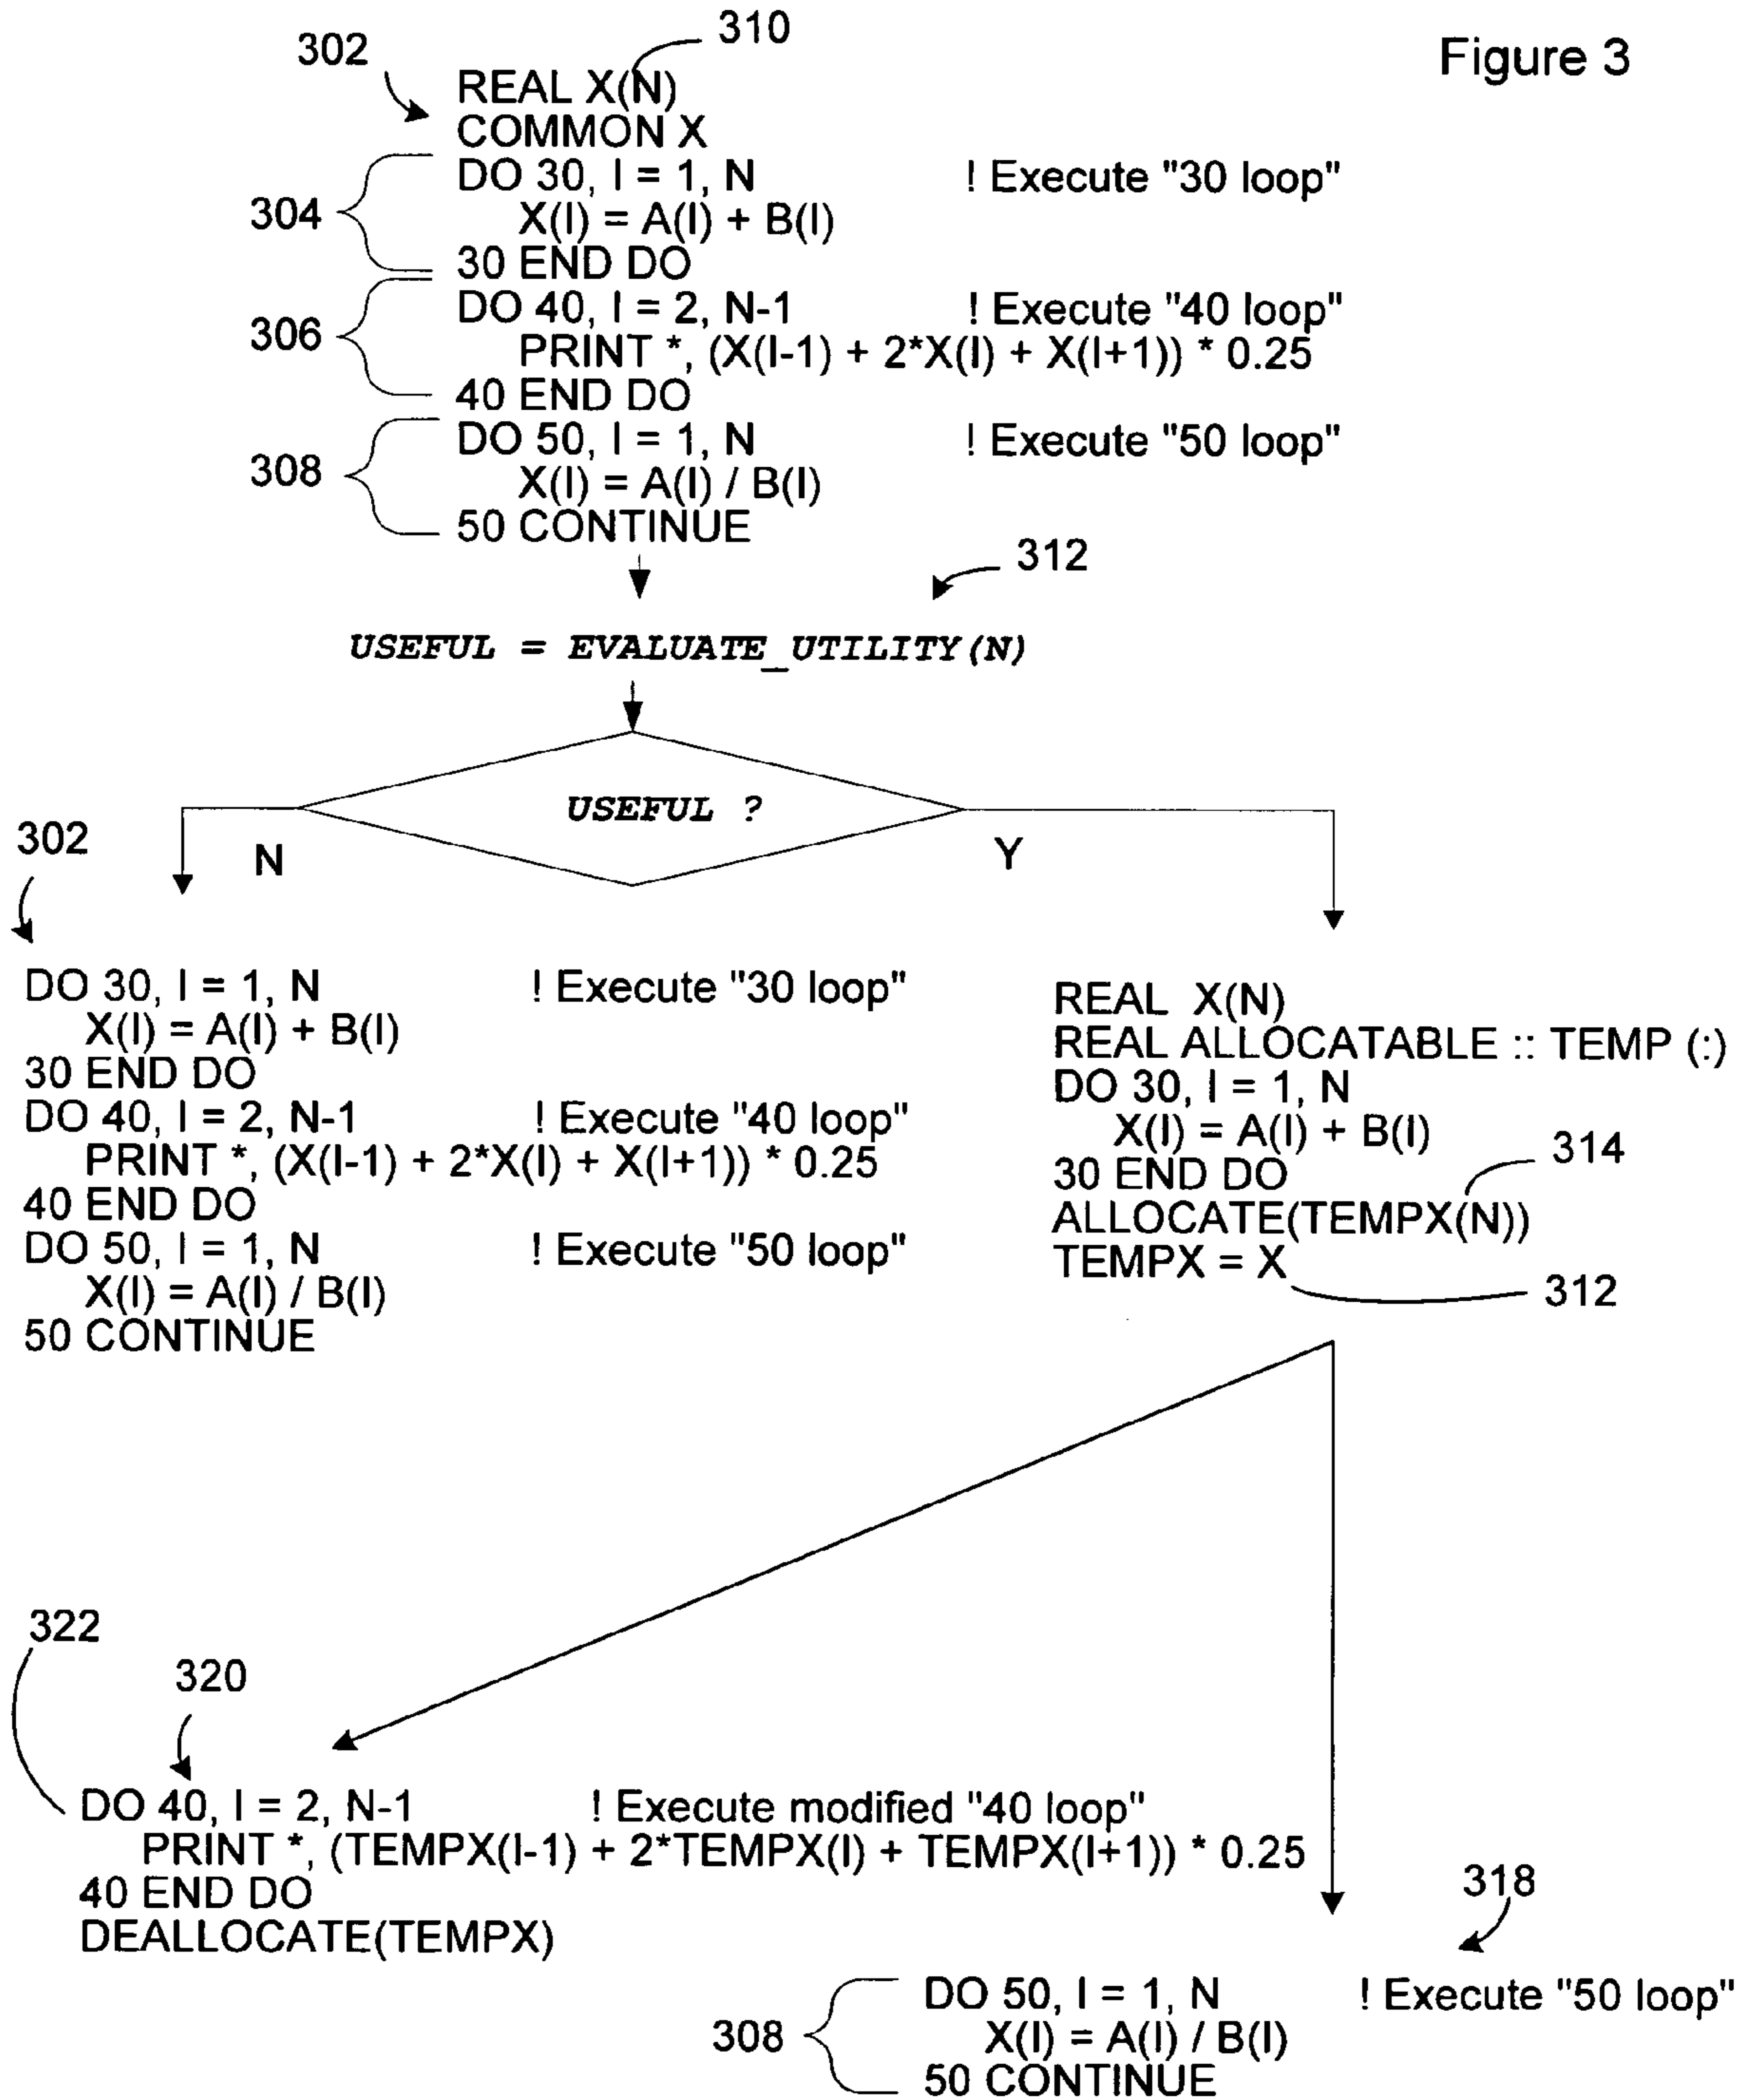 310
302
Figure 3
REAL X(N)
COMMON X
DO 30, I = 1, N ! Execute "30 loop"
304
X(I) = A(I) + B(I)
30 END DO
DO 40, I = 2, N-1 ! Execute "40 loop"
306
PRINT *, (X(I-1) + 2*X(I) + X(I+1)) * 0.25
40 END DO
DO 50, I = 1, N ! Execute "50 loop"
308
X(I) = A(I) / B(I)
50 CONTINUE
312
USEFUL = EVALUATE_UTILITY(N)
USEFUL ?
N
Y
302
DO 30, I = 1, N ! Execute "30 loop"
X(I) = A(I) + B(I)
30 END DO
DO 40, I = 2, N-1 ! Execute "40 loop"
PRINT *, (X(I-1) + 2*X(I) + X(I+1)) * 0.25
40 END DO
DO 50, I = 1, N ! Execute "50 loop"
X(I) = A(I) / B(I)
50 CONTINUE
REAL X(N)
REAL ALLOCATABLE :: TEMP (:)
DO 30, I = 1, N
X(I) = A(I) + B(I)
30 END DO
314
ALLOCATE(TEMPX(N))
TEMPX = X
312
322
320
DO 40, I = 2, N-1 ! Execute modified "40 loop"
PRINT *, (TEMPX(I-1) + 2*TEMPX(I) + TEMPX(I+1)) * 0.25
40 END DO
DEALLOCATE(TEMPX)
318
DO 50, I = 1, N ! Execute "50 loop"
308
X(I) = A(I) / B(I)
50 CONTINUE